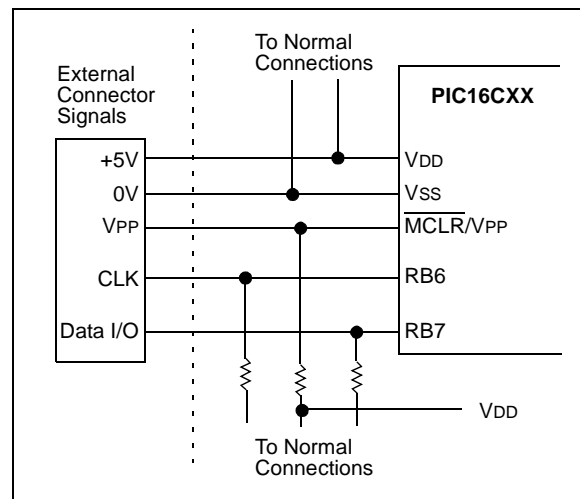 To Normal
Connections
External
Connector
Signals
PIC16CXX
+5V
VDD
0V
VSS
VPP
MCLR/VPP
CLK
RB6
Data I/O
RB7
VDD
To Normal
Connections